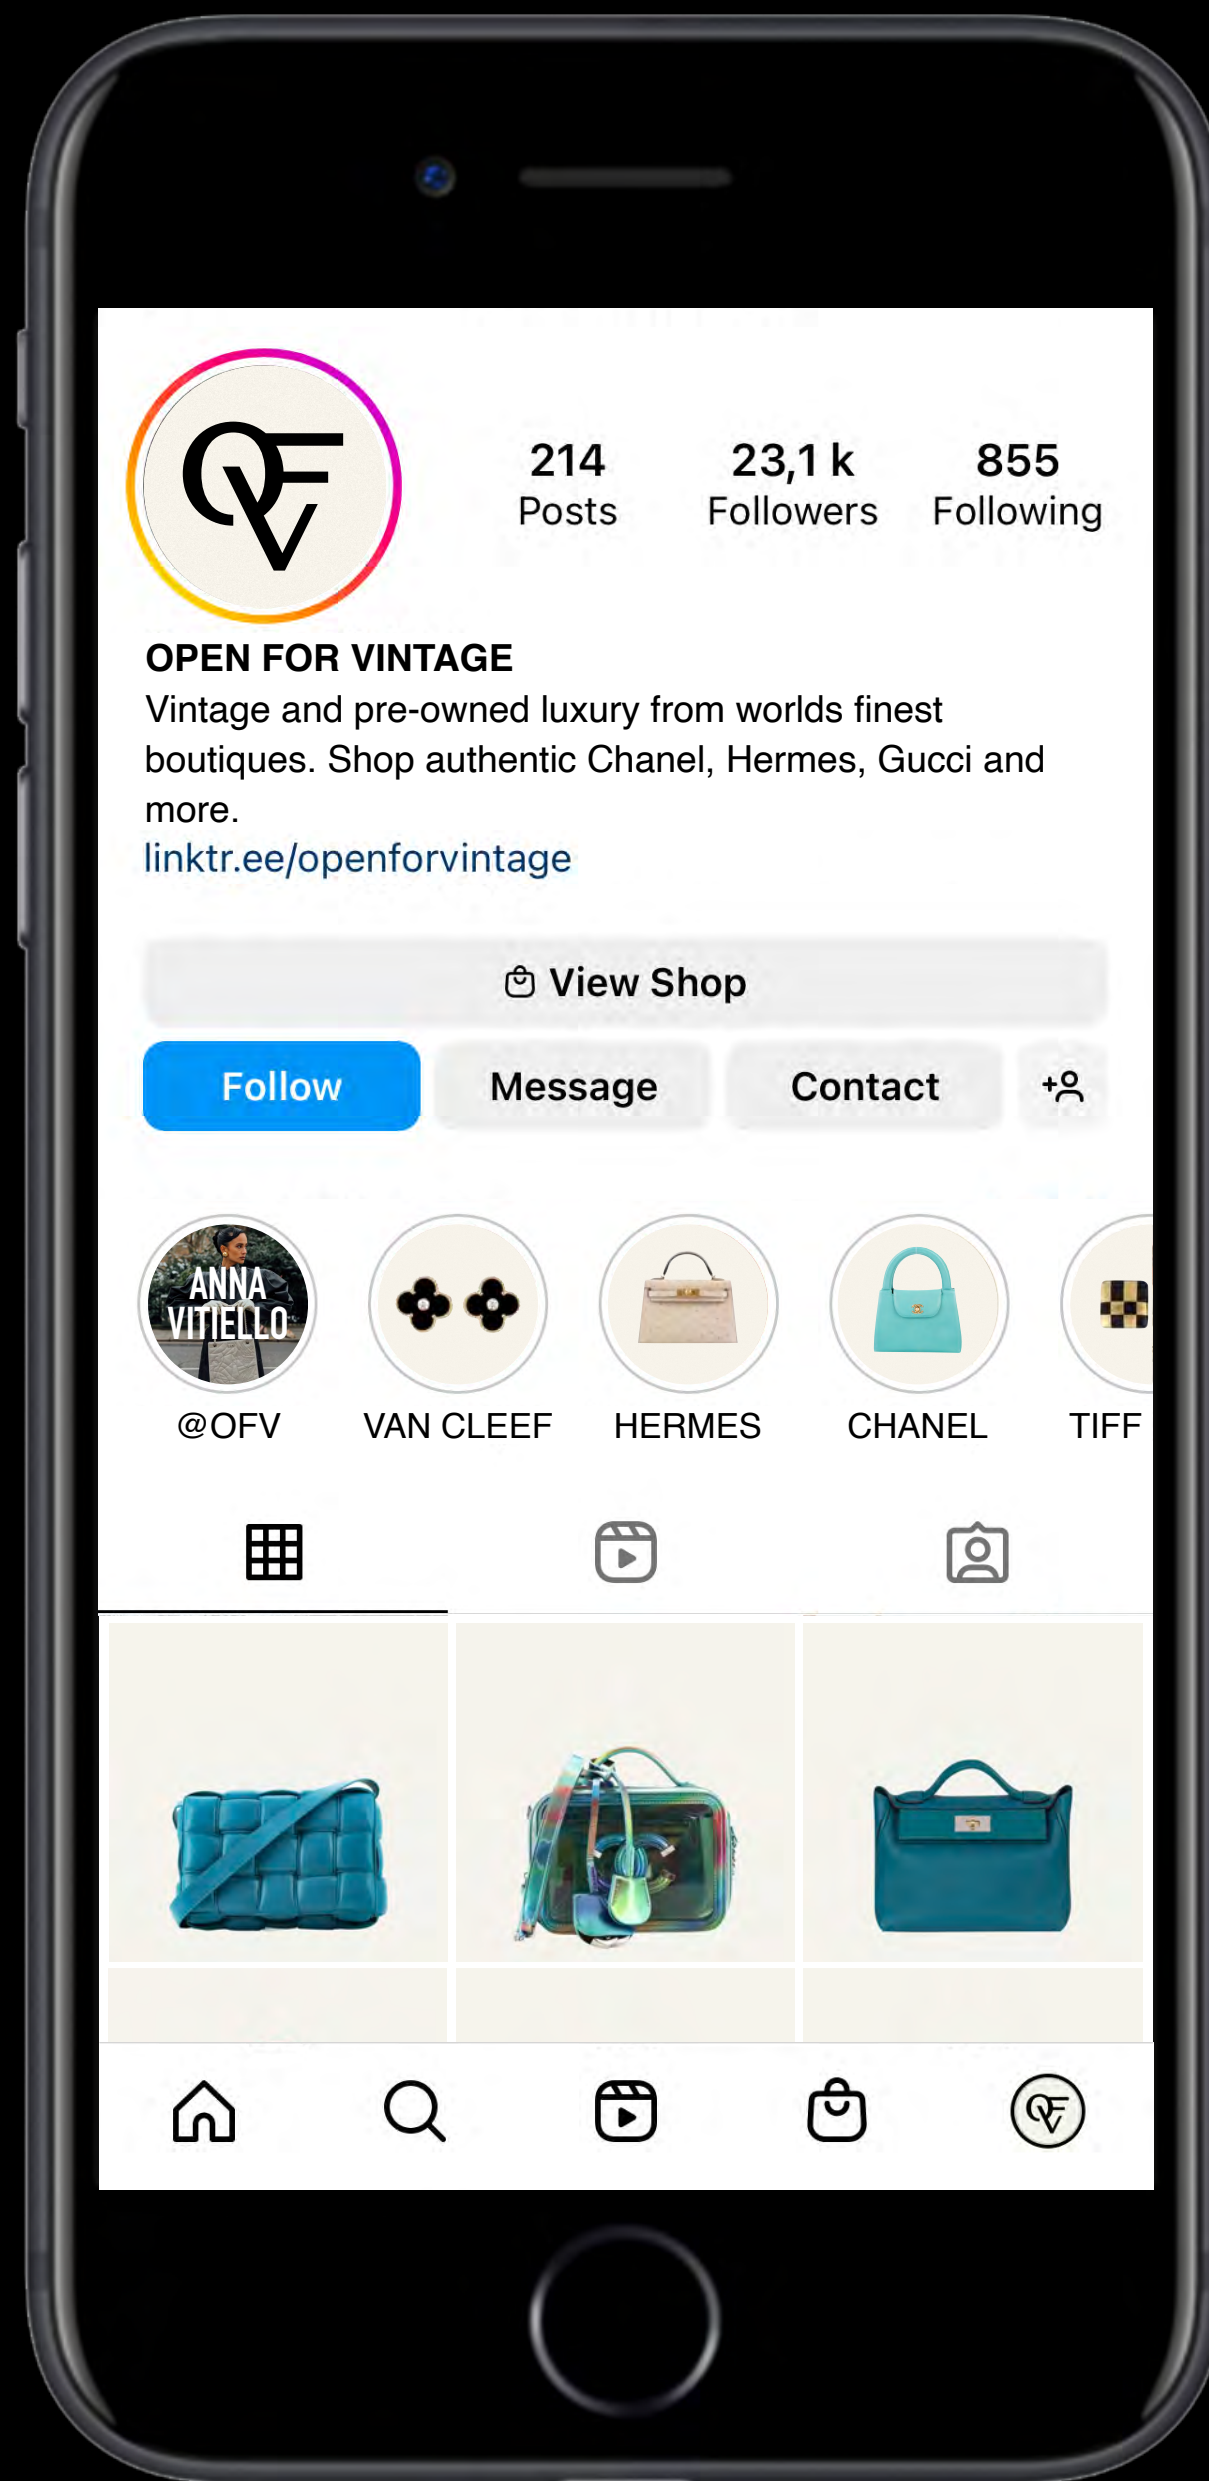 OFV
214
Posts
23,1 k
Followers
855
Following
OPEN FOR VINTAGE
Vintage and pre-owned luxury from worlds finest
boutiques. Shop authentic Chanel, Hermes, Gucci and
more.
linktr.ee/openforvintage
View Shop
Follow
Message
Contact
ANNA
VITIELLO
@OFV
VAN CLEEF
HERMES
CHANEL
TIFF
OFV